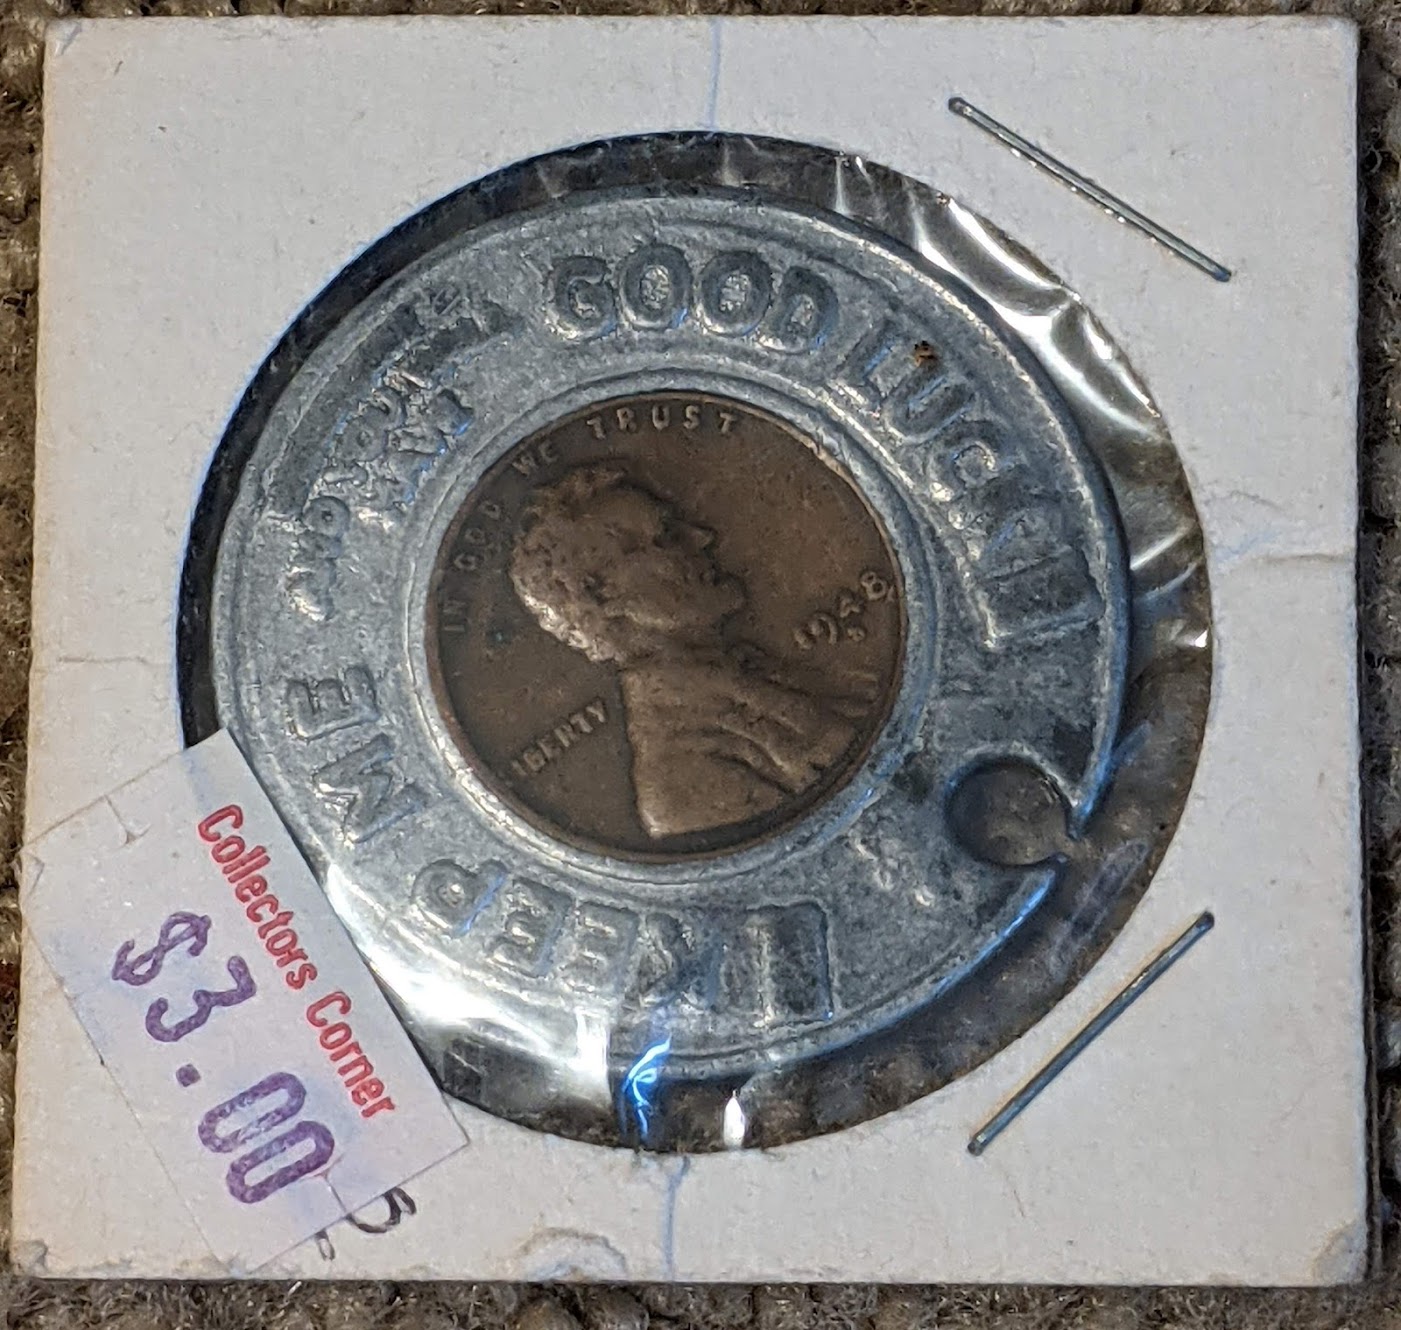 GOOD LUCK
KEEP ME
IN GOD WE TRUST
LIBERTY
1948
S
Collectors Corner
$3.00